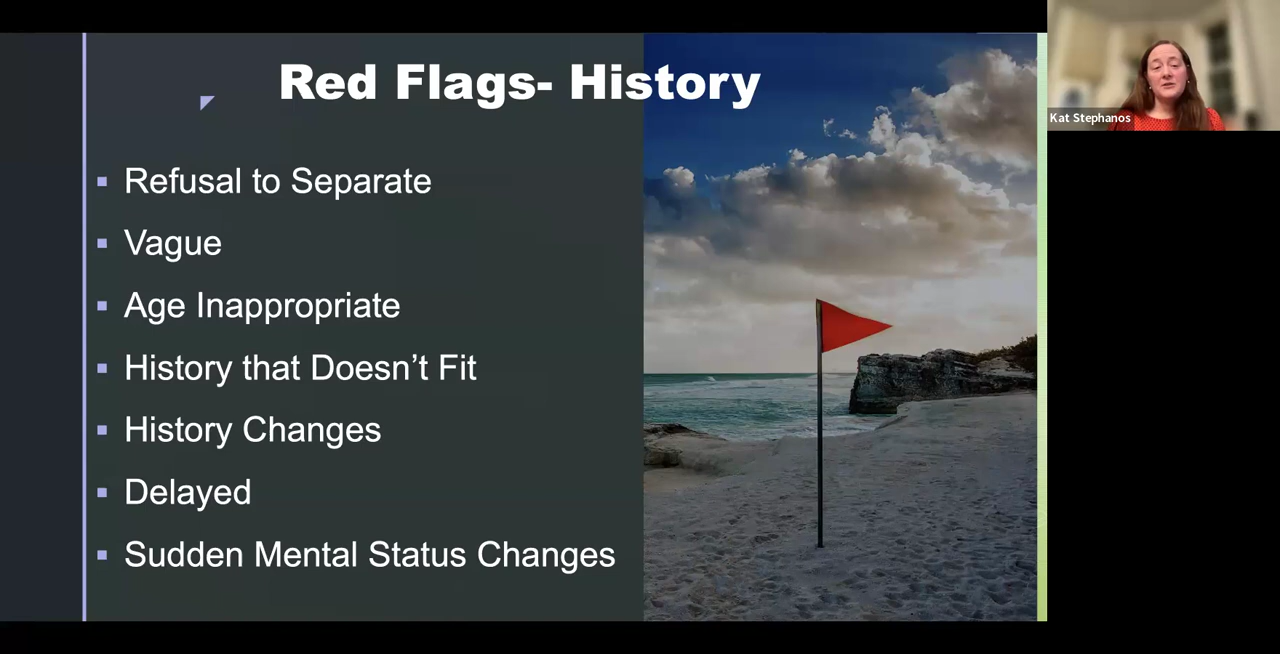 Red Flags- History
Refusal to Separate
Vague
Age Inappropriate
History that Doesn’t Fit
History Changes
Delayed
Sudden Mental Status Changes
Kat Stephanos